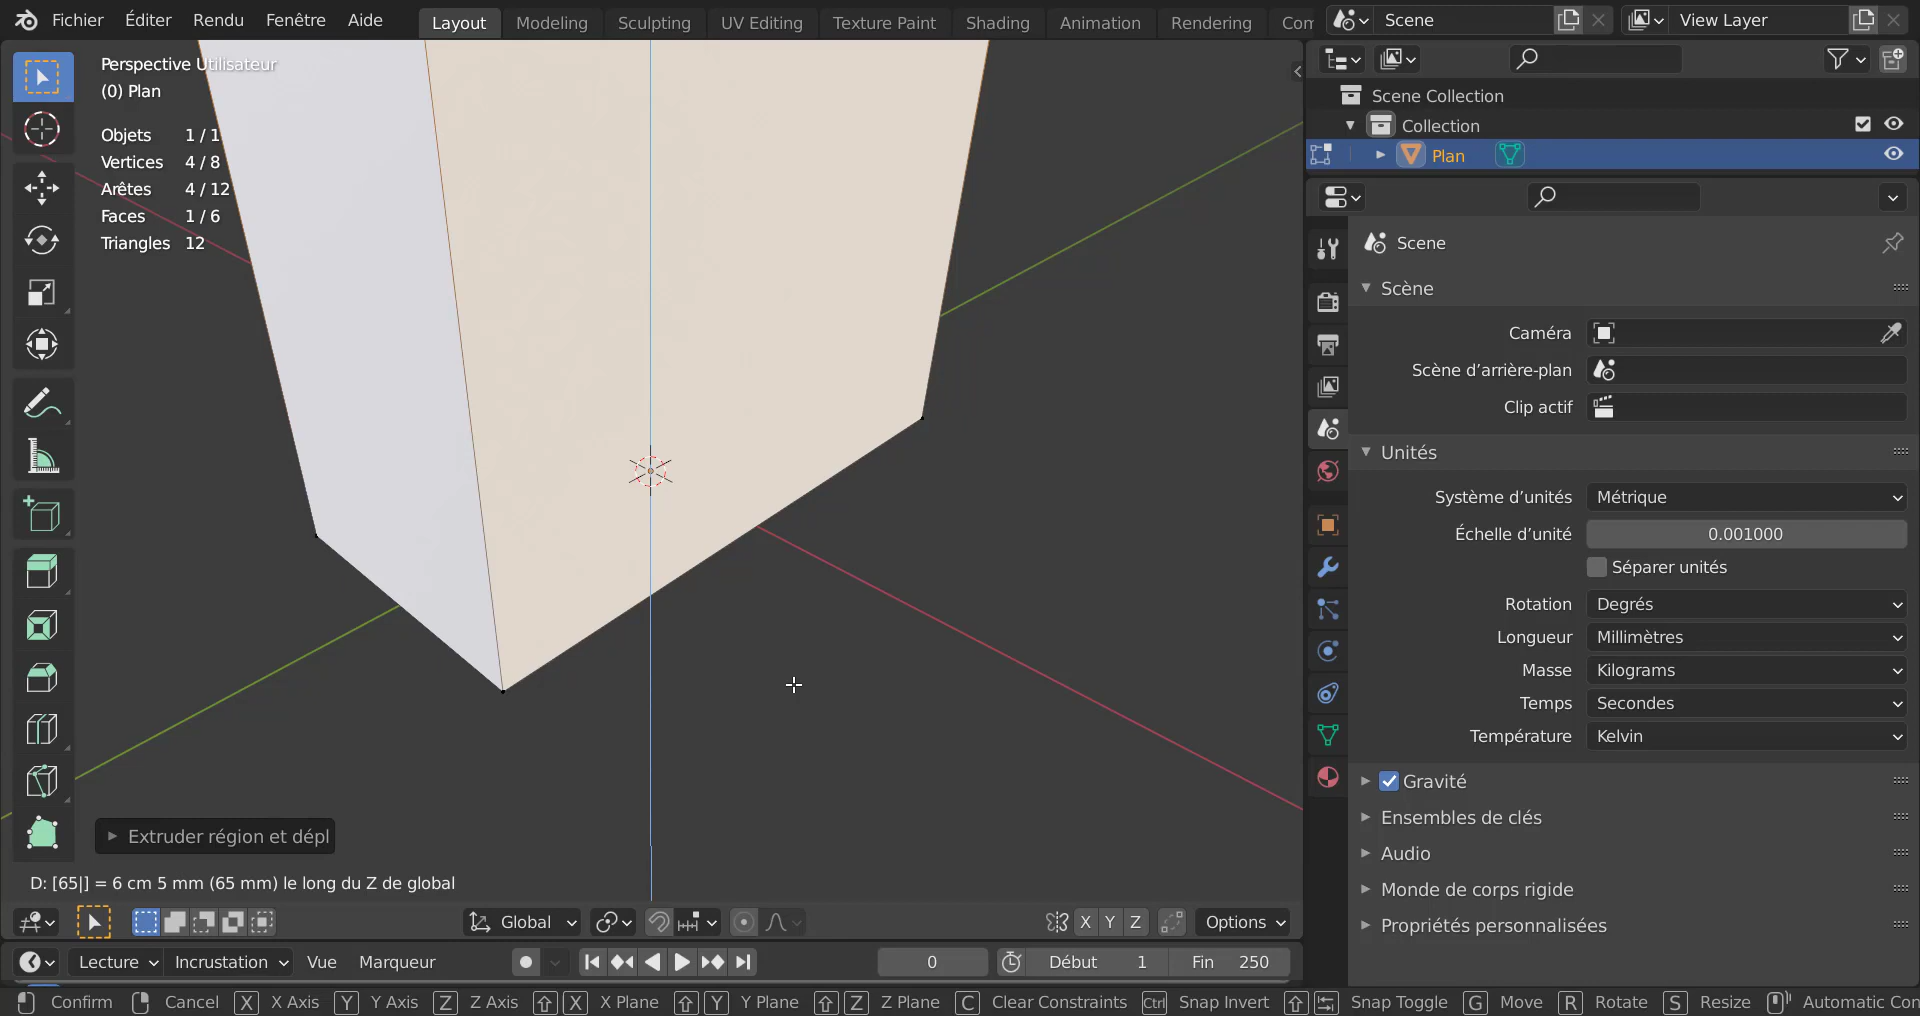 Fichier Éditer Rendu Fenêtre Aide Layout Modeling Sculpting UV Editing Texture Paint Shading Animation Rendering Com Scene View Layer
Perspective Utilisateur
(0) Plan
Objets 1 / 1
Vertices 4 / 8
Arêtes 4 / 12
Faces 1 / 6
Triangles 12
Extruder région et dépl
D: [65|] = 6 cm 5 mm (65 mm) le long du Z de global
Global X Y Z Options
Lecture Incrustation Vue Marqueur 0 Début 1 Fin 250
Scene Collection
Collection
Plan
Scene
Scène
Caméra
Scène d’arrière-plan
Clip actif
Unités
Système d’unités Métrique
Échelle d’unité 0.001000
Séparer unités
Rotation Degrés
Longueur Millimètres
Masse Kilograms
Temps Secondes
Température Kelvin
Gravité
Ensembles de clés
Audio
Monde de corps rigide
Propriétés personnalisées
Confirm Cancel X X Axis Y Y Axis Z Z Axis X X Plane Y Y Plane Z Z Plane C Clear Constraints Ctrl Snap Invert Snap Toggle G Move R Rotate S Resize Automatic Con